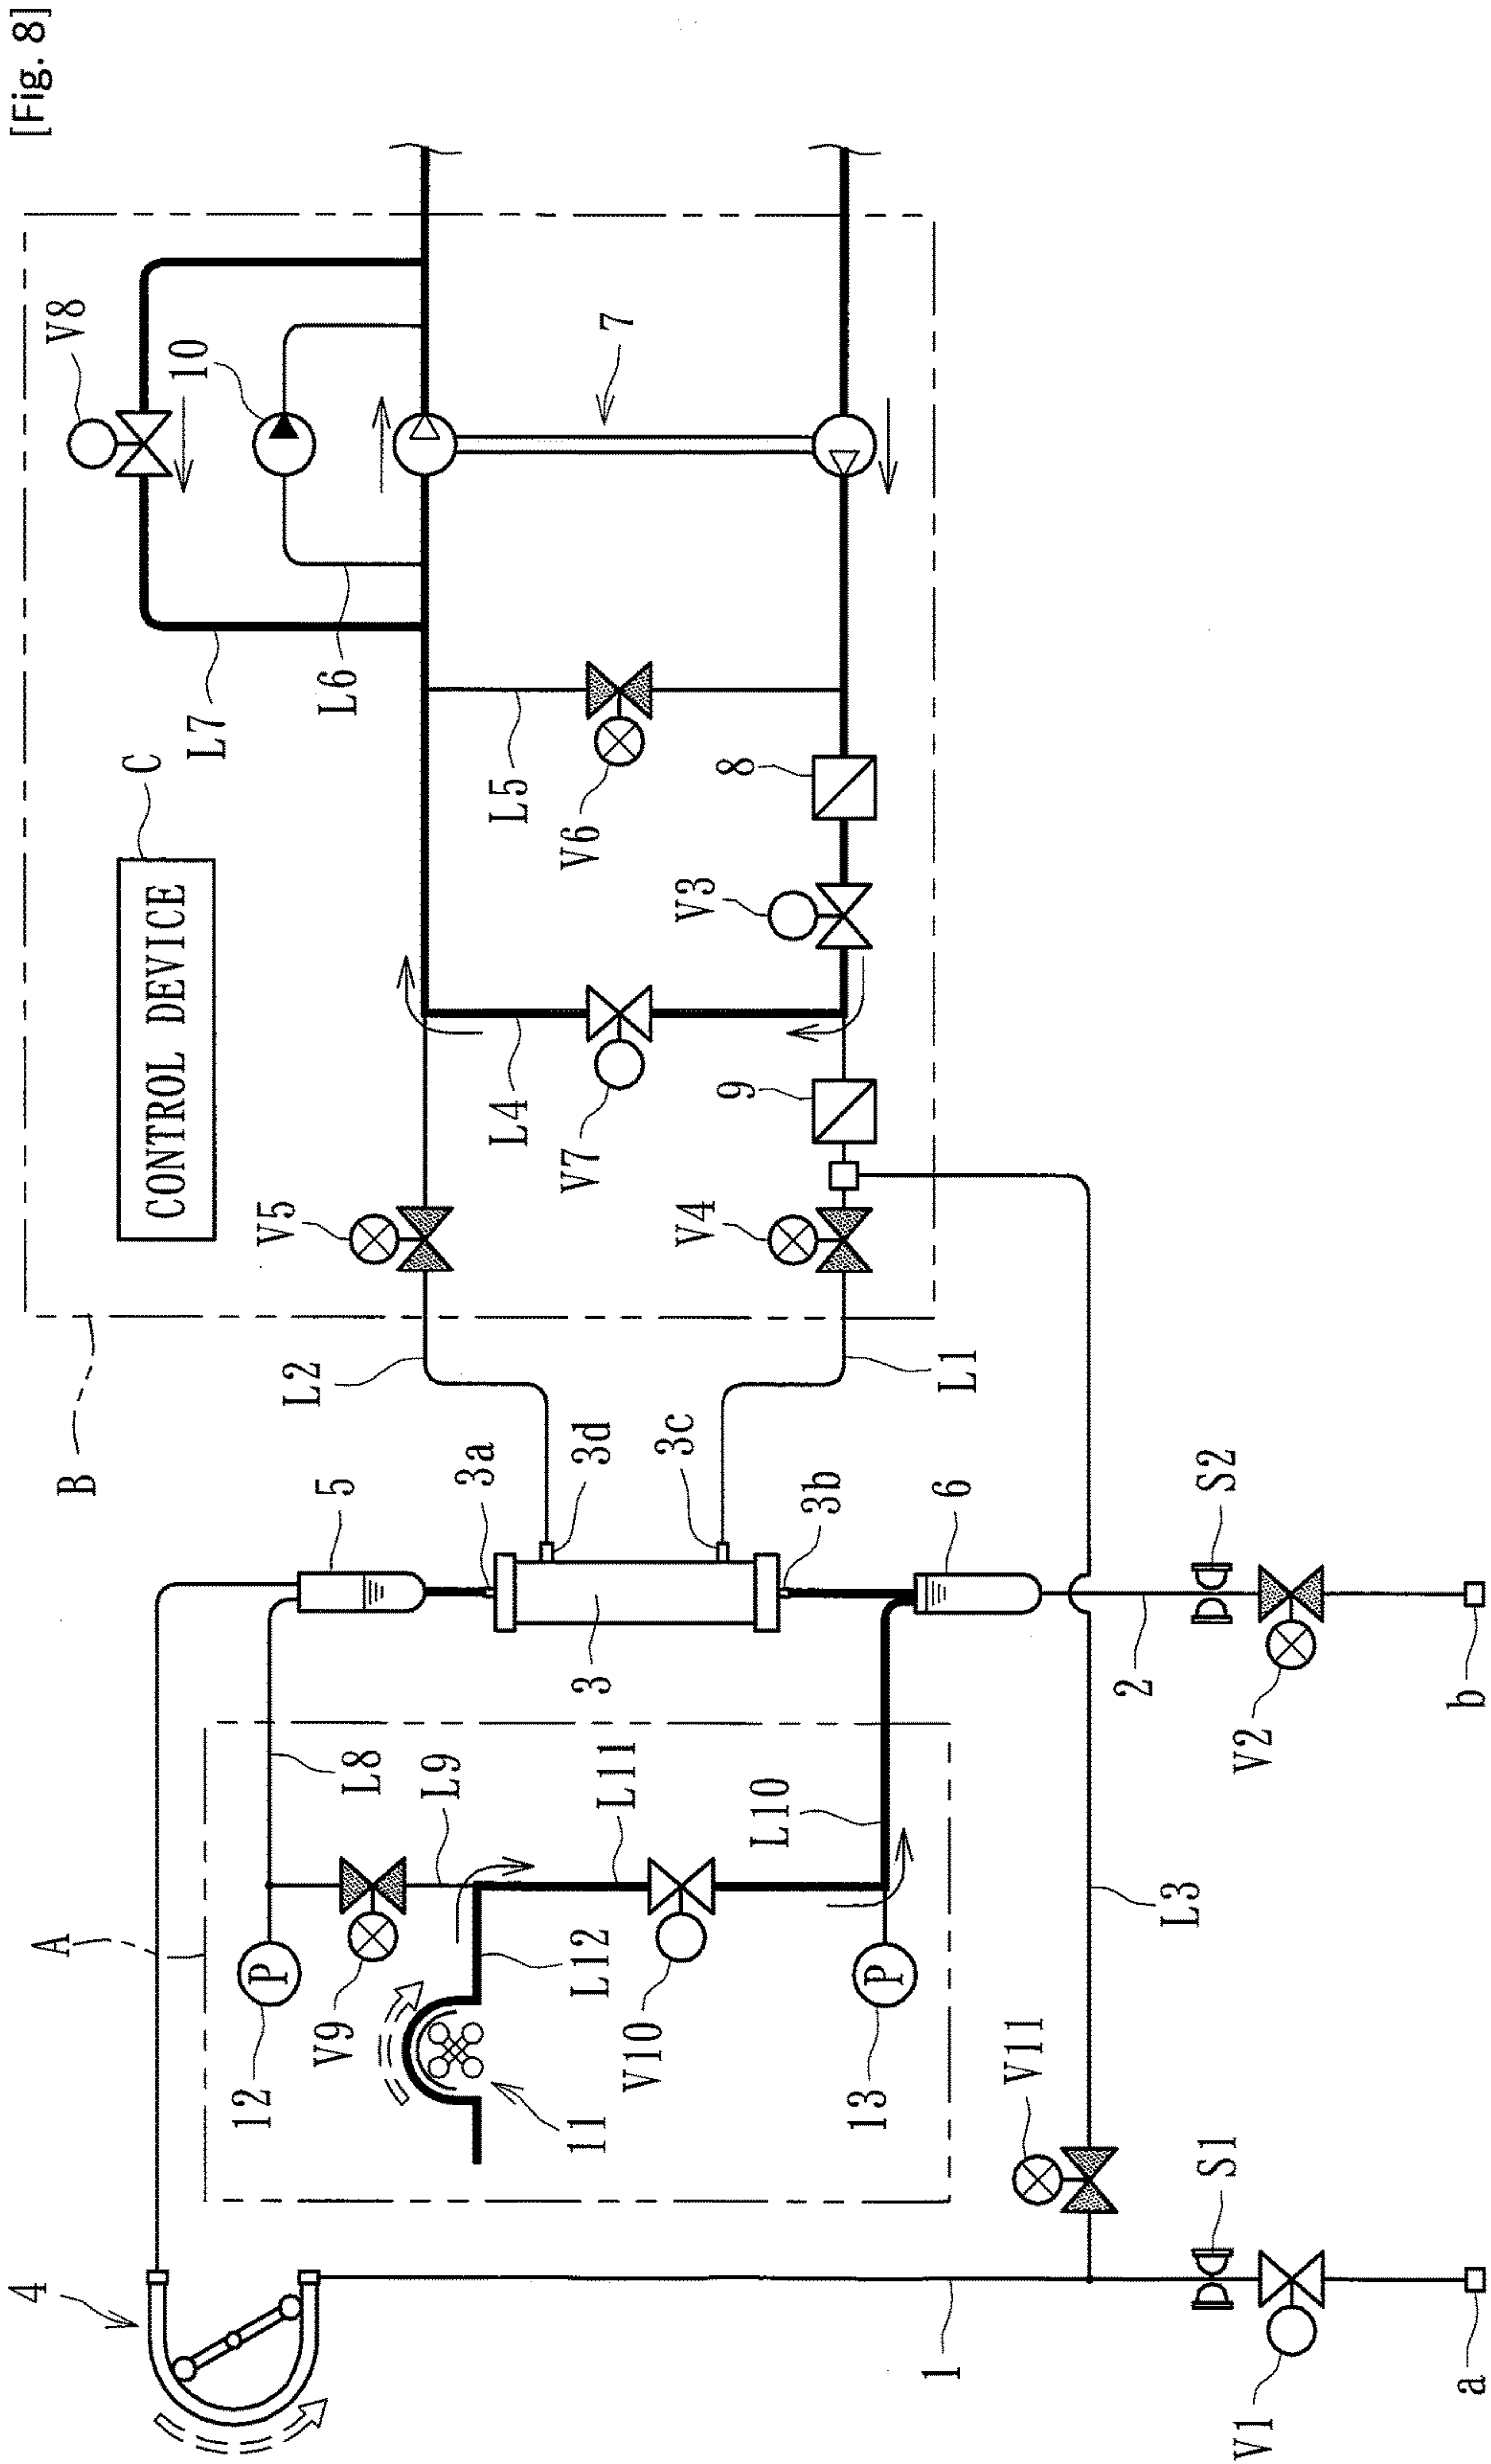 [Fig. 8]
V8
10
7
L7
L6
C
CONTROL DEVICE
L5
V6
8
V3
L4
V7
9
V5
V4
B
L2
L1
5
3a
3d
3c
3b
6
S2
3
2
V2
b
L8
L9
L11
L10
A
P
12
V9
L12
V10
P
13
11
L3
V11
4
1
S1
V1
a